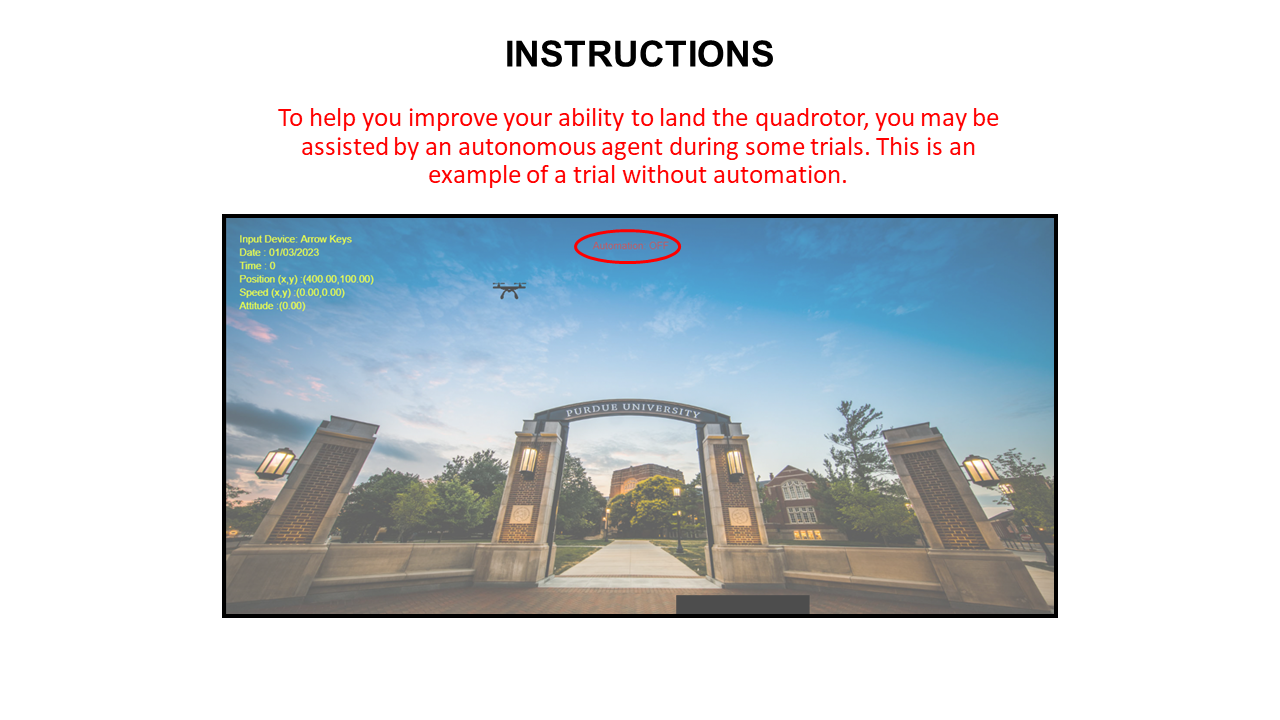 INSTRUCTIONS
To help you improve your ability to land the quadrotor, you may be
assisted by an autonomous agent during some trials. This is an
example of a trial without automation.
Input Device: Arrow Keys
Date : 01/03/2023
Time : 0
Position (x,y) :(400.00,100.00)
Speed (x,y) :(0.00,0.00)
Attitude :(0.00)
Automation: OFF
PURDUE UNIVERSITY